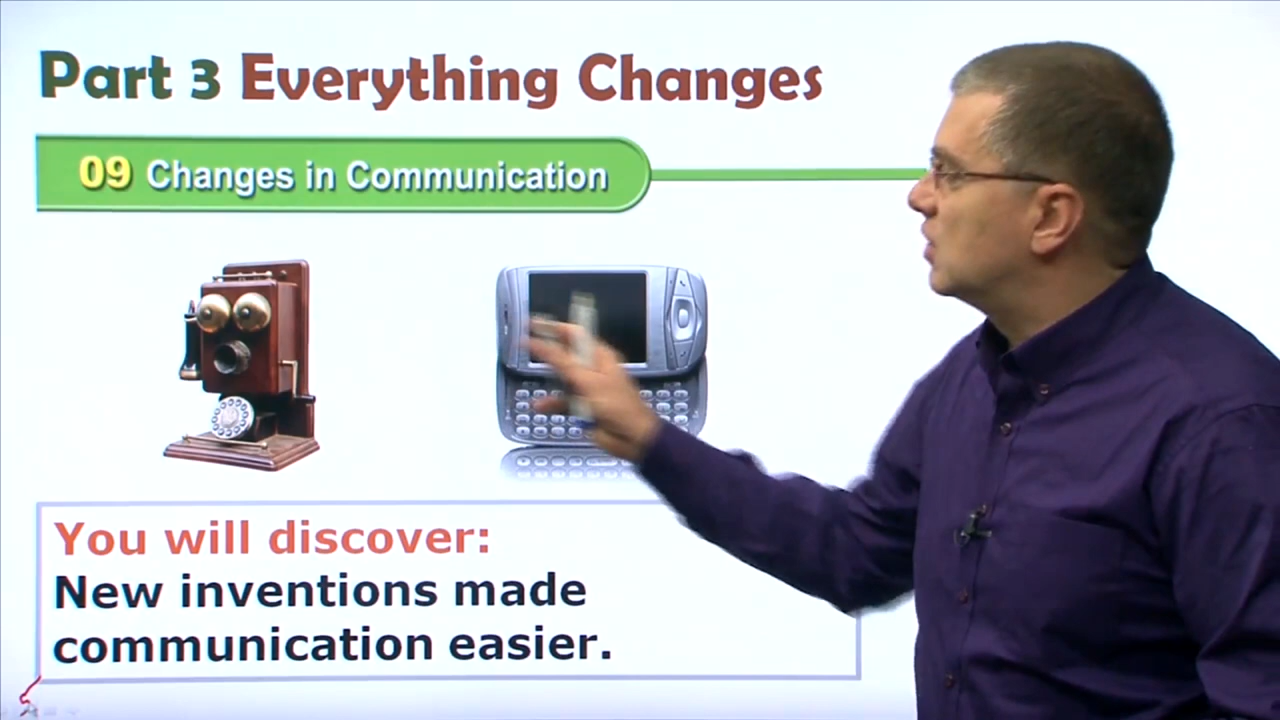 Part 3 Everything Changes
09 Changes in Communication
You will discover:
New inventions made
communication easier.